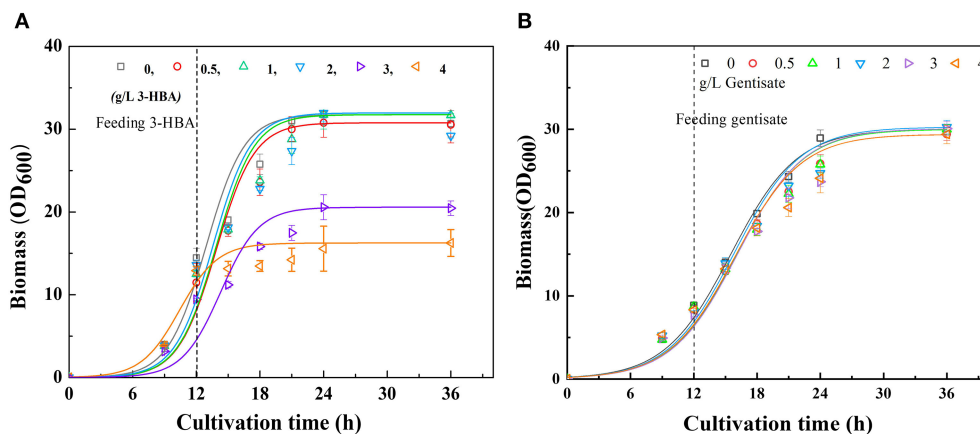 A
40
30
20
10
0
0, 0.5, 1, 2, 3, 4
(g/L 3-HBA)
Feeding 3-HBA
Biomass (OD600)
0 6 12 18 24 30 36
Cultivation time (h)
B
40
30
20
10
0
0 0.5 1 2 3 4
g/L Gentisate
Feeding gentisate
Biomass(OD600)
0 6 12 18 24 30 36
Cultivation time (h)